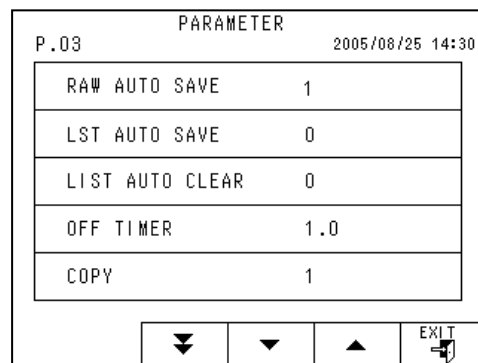 PARAMETER
P.03 2005/08/25 14:30
RAW AUTO SAVE 1
LST AUTO SAVE 0
LIST AUTO CLEAR 0
OFF TIMER 1.0
COPY 1
EXIT